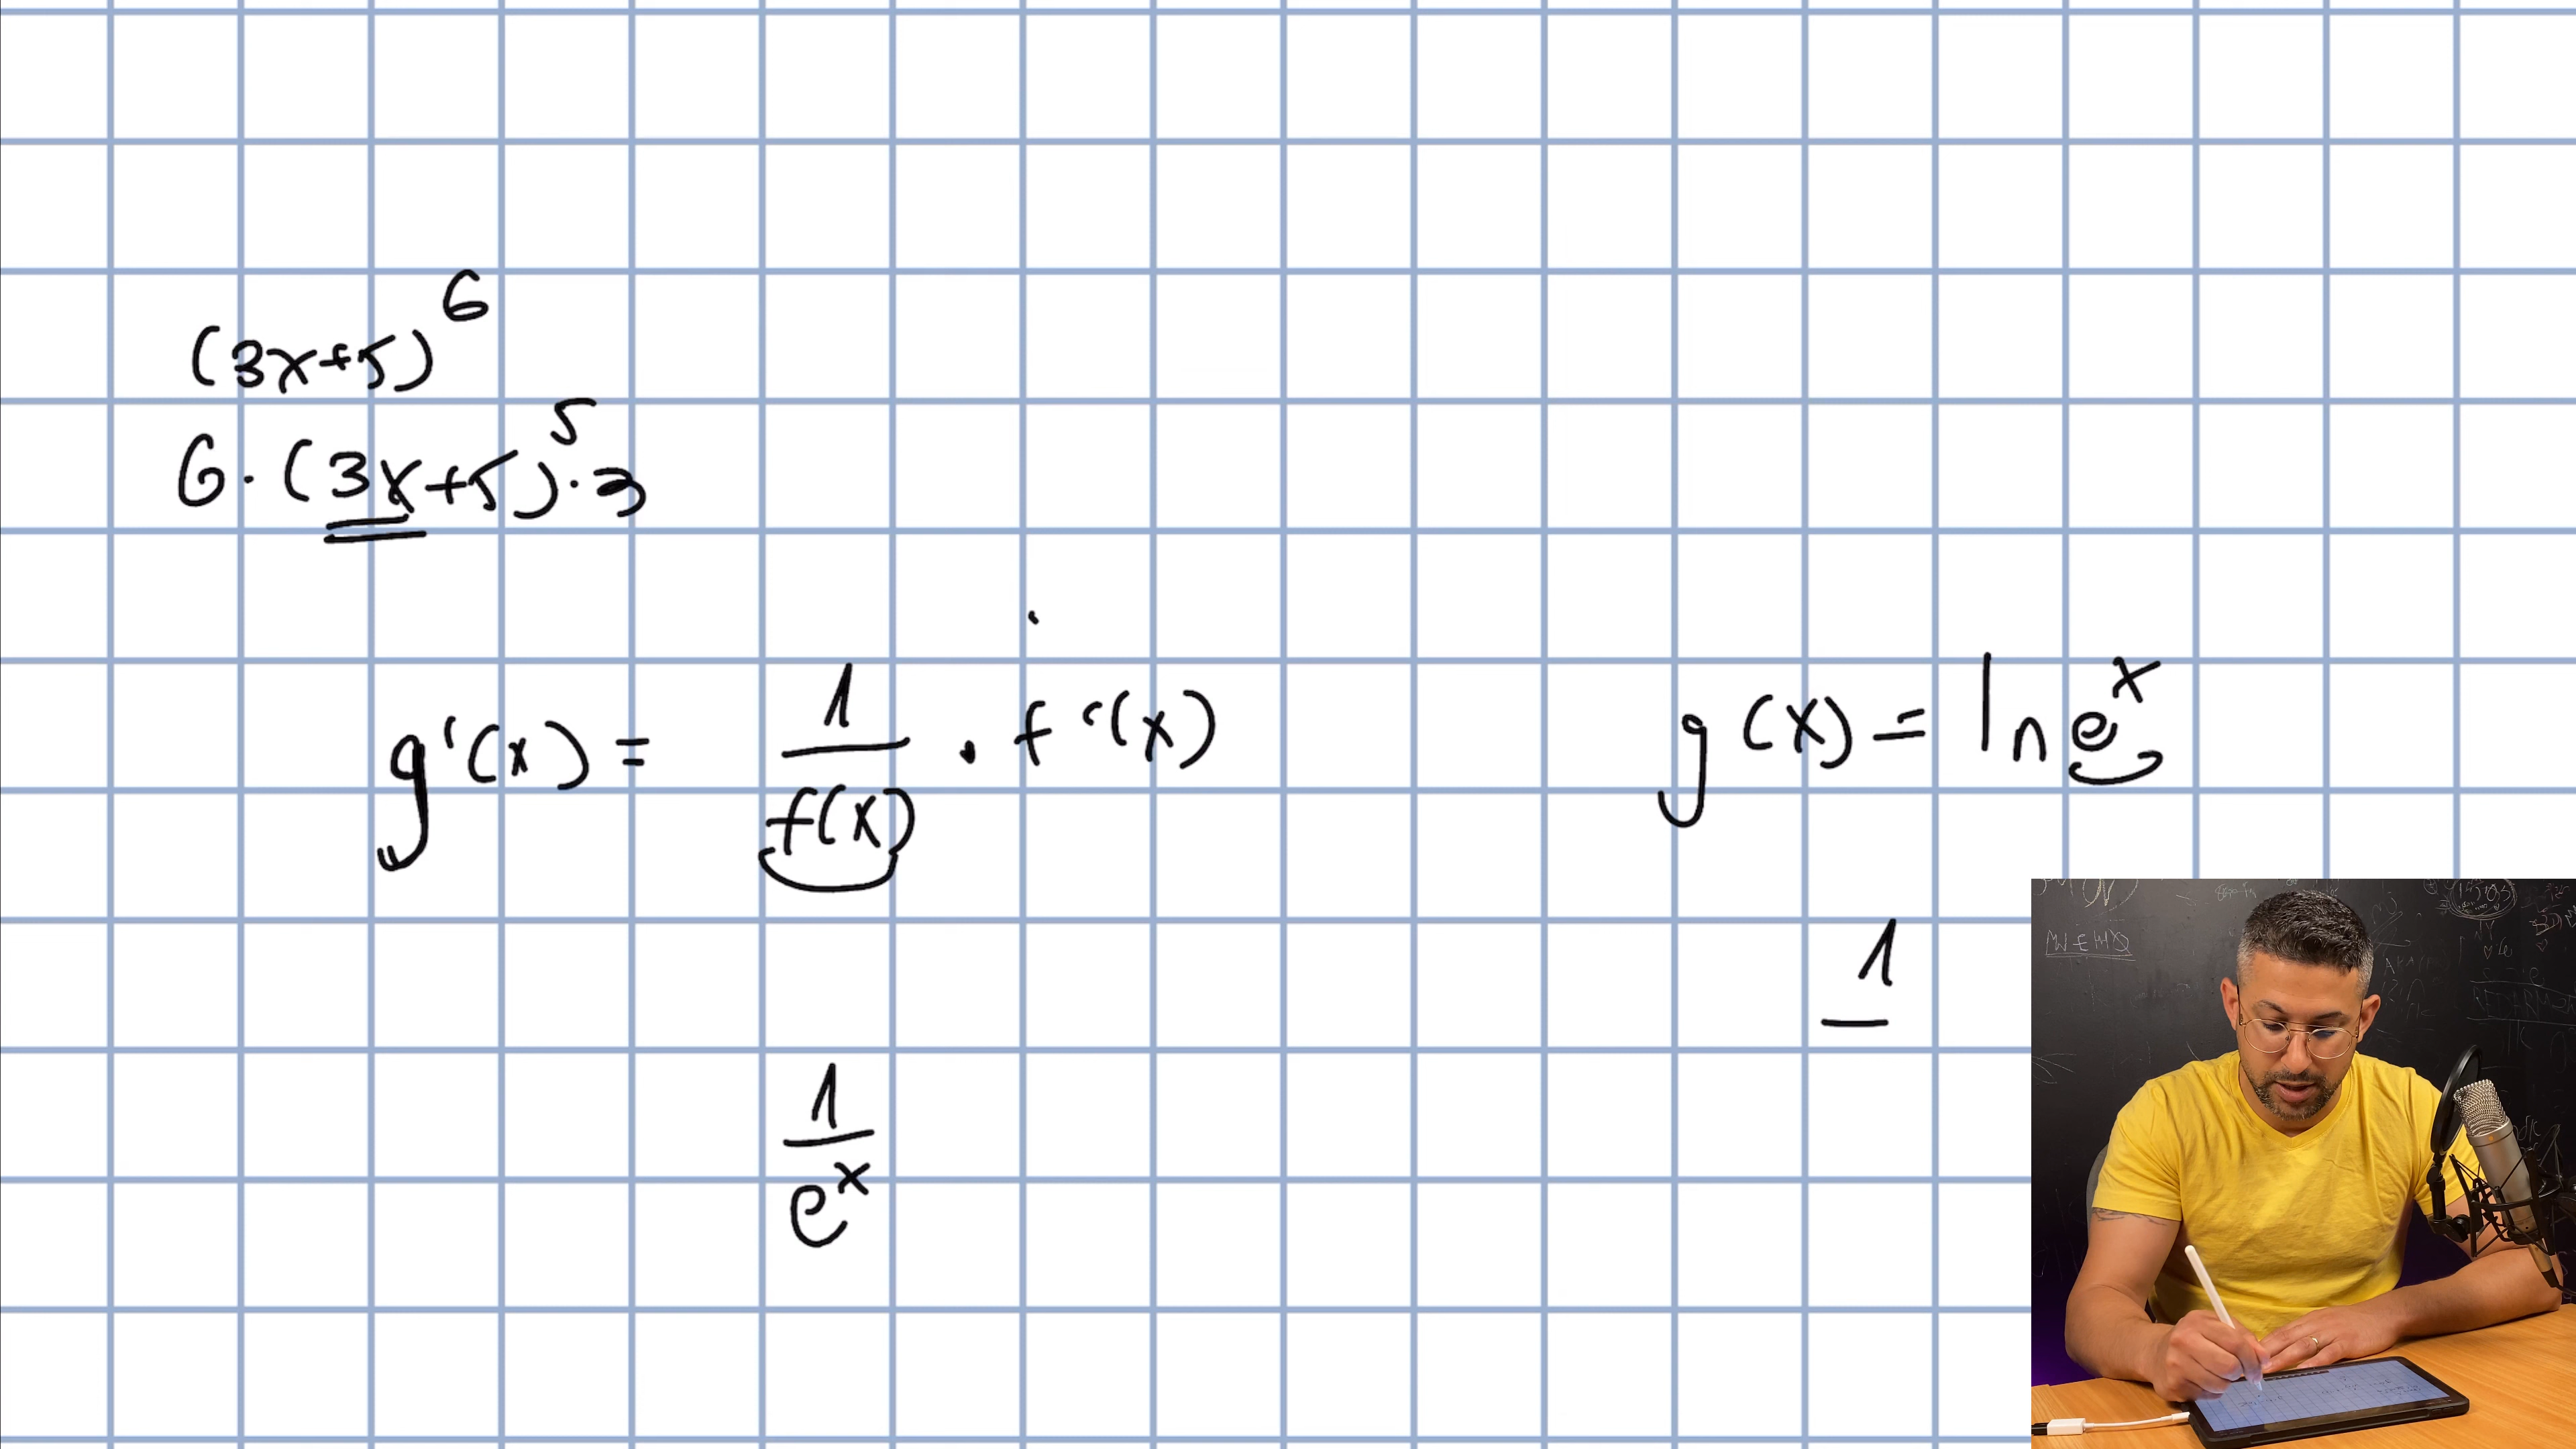 (3x+5)^6
6·(3x+5)^5·3
g'(x) = 1/f(x) · f'(x)
g(x) = ln e^x
1/e^x
1